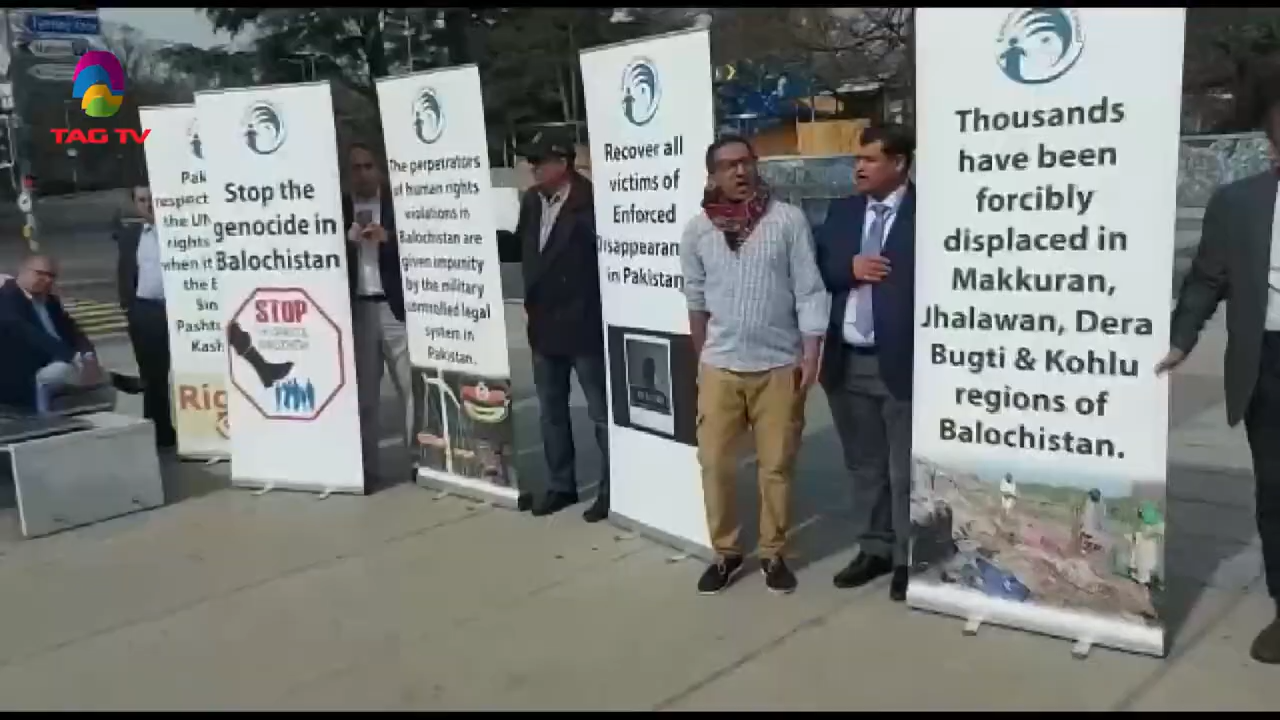 TAG TV
Pak
respect
the UN
rights
when it
the B
Sin
Pasht
Kash
Stop the
genocide in
Balochistan
STOP
The perpetrators
of human rights
violations in
Balochistan are
given impunity
by the military
controlled legal
system in
Pakistan.
Recover all
victims of
Enforced
Disappearan
in Pakistan
Thousands
have been
forcibly
displaced in
Makkuran,
Jhalawan, Dera
Bugti & Kohlu
regions of
Balochistan.